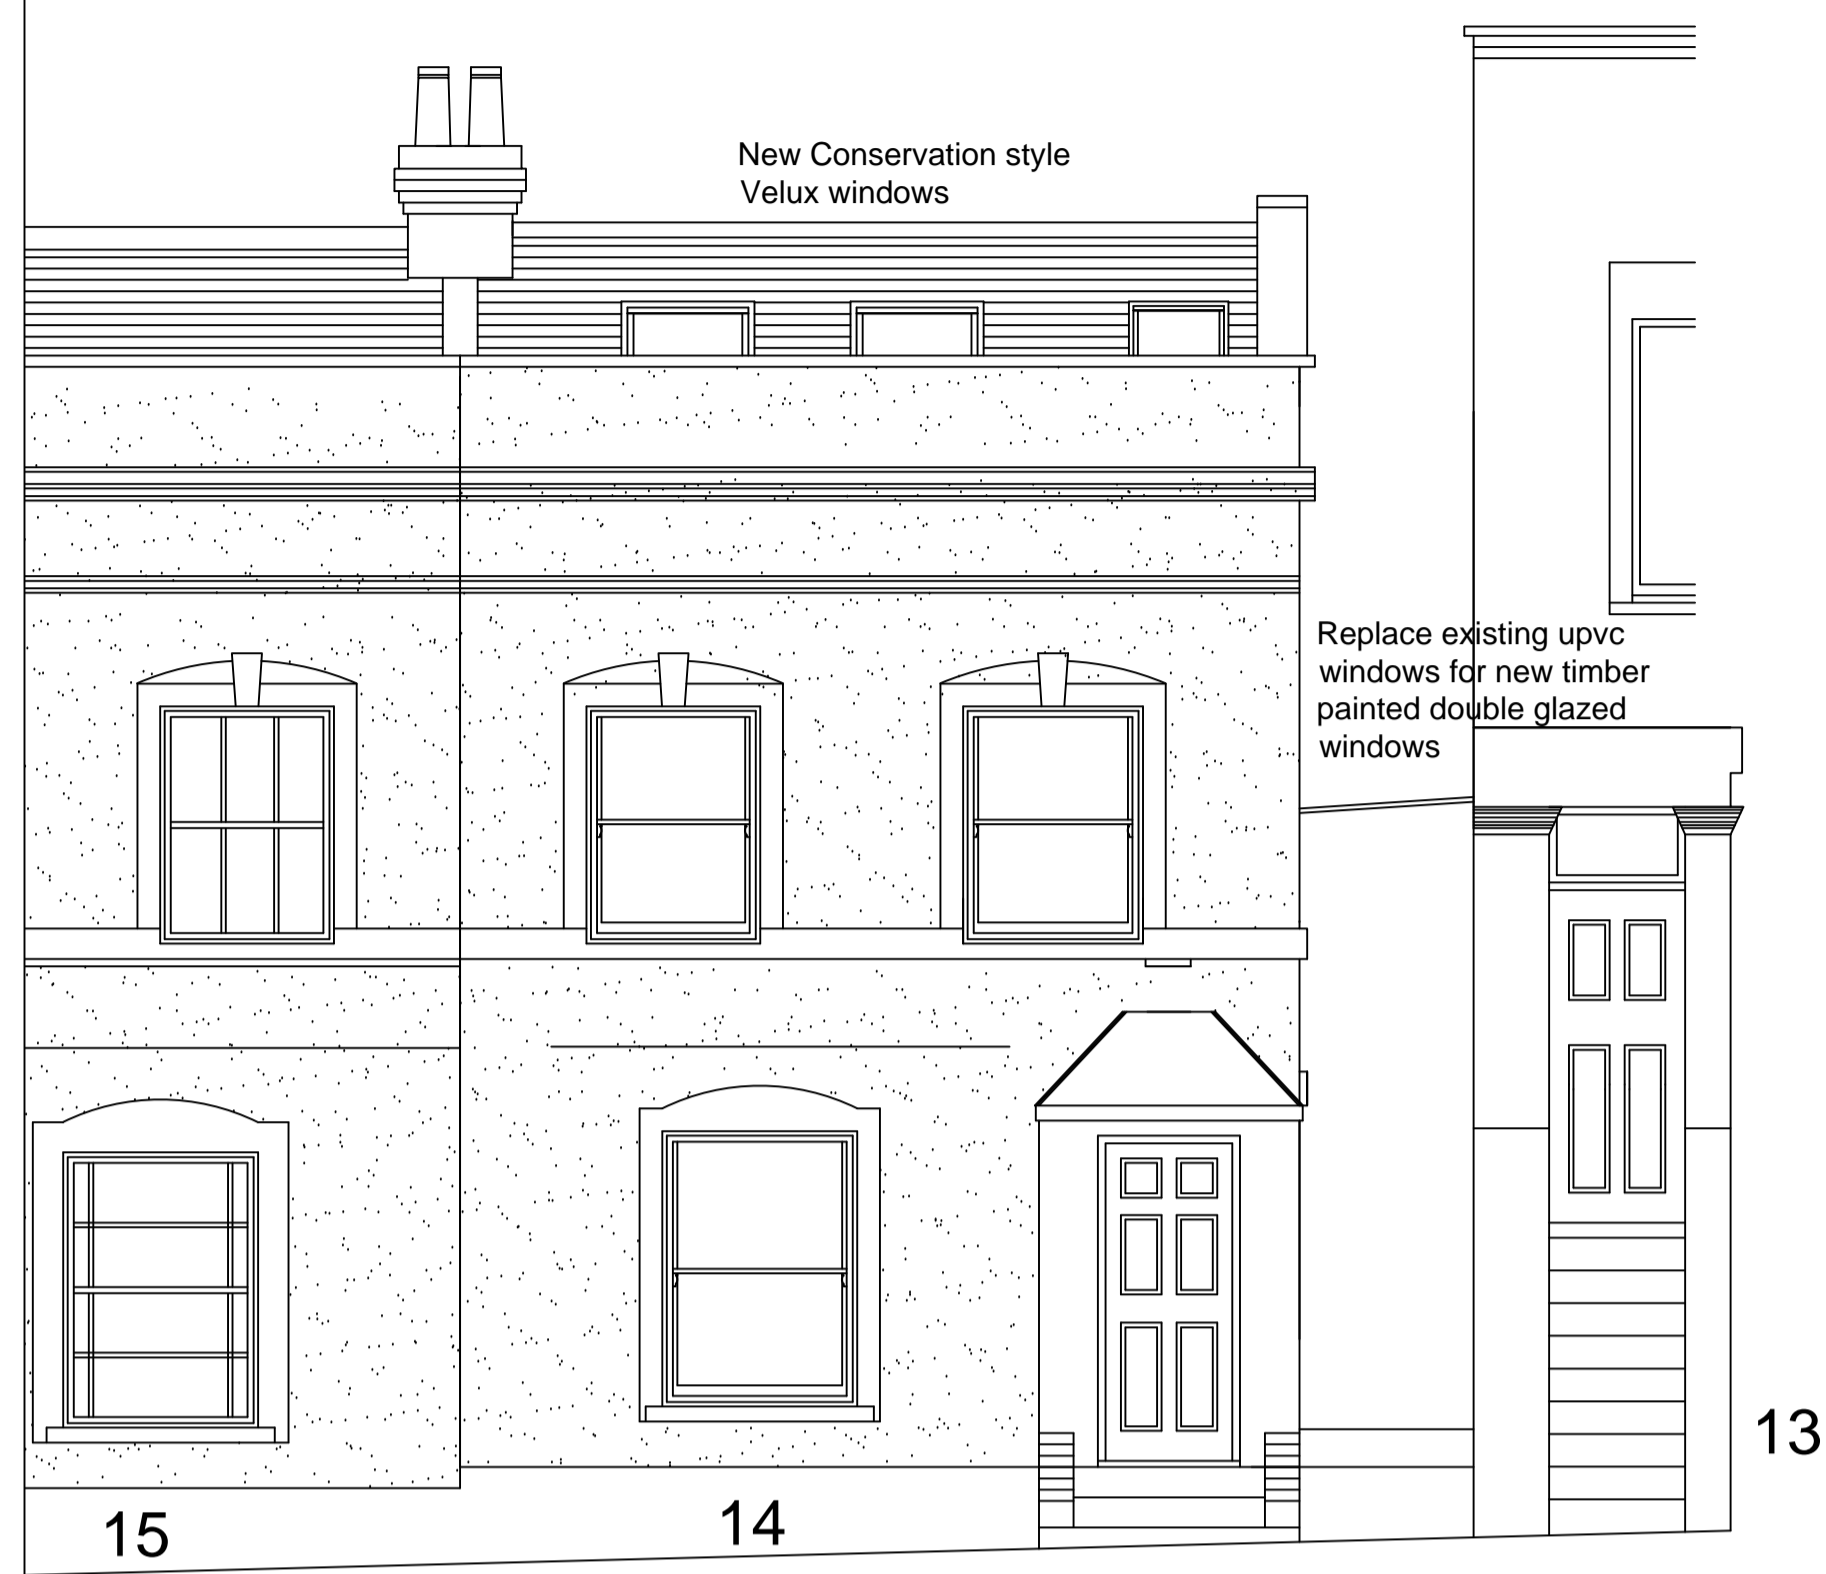 New Conservation style
Velux windows
Replace existing upvc
windows for new timber
painted double glazed
windows
13
15
14